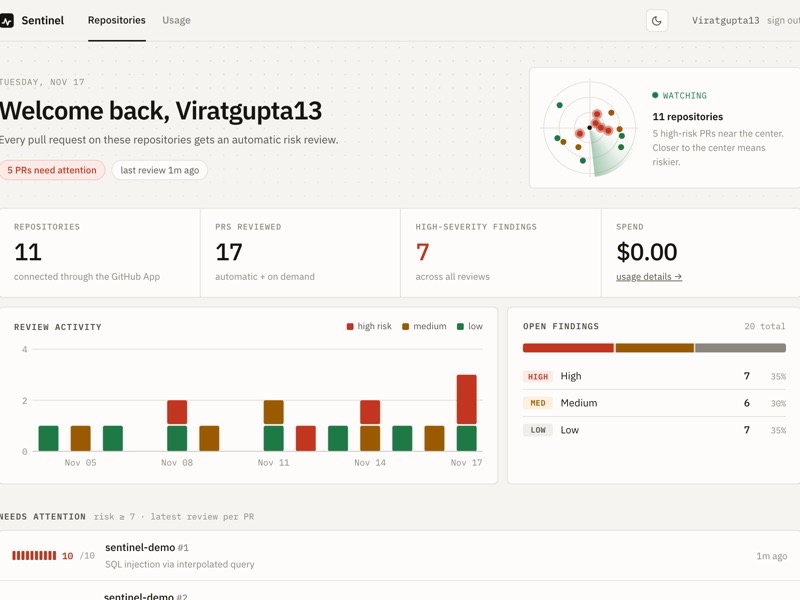 Sentinel Repositories Usage Viratgupta13 sign out
TUESDAY, NOV 17
Welcome back, Viratgupta13
Every pull request on these repositories gets an automatic risk review.
5 PRs need attention last review 1m ago
WATCHING
11 repositories
5 high-risk PRs near the center.
Closer to the center means
riskier.
REPOSITORIES
11
connected through the GitHub App
PRS REVIEWED
17
automatic + on demand
HIGH-SEVERITY FINDINGS
7
across all reviews
SPEND
$0.00
usage details →
REVIEW ACTIVITY high risk medium low
4
2
0
Nov 05 Nov 08 Nov 11 Nov 14 Nov 17
OPEN FINDINGS 20 total
HIGH High 7 35%
MED Medium 6 30%
LOW Low 7 35%
NEEDS ATTENTION risk ≥ 7 · latest review per PR
10 /10 sentinel-demo #1 1m ago
SQL injection via interpolated query
sentinel-demo #2